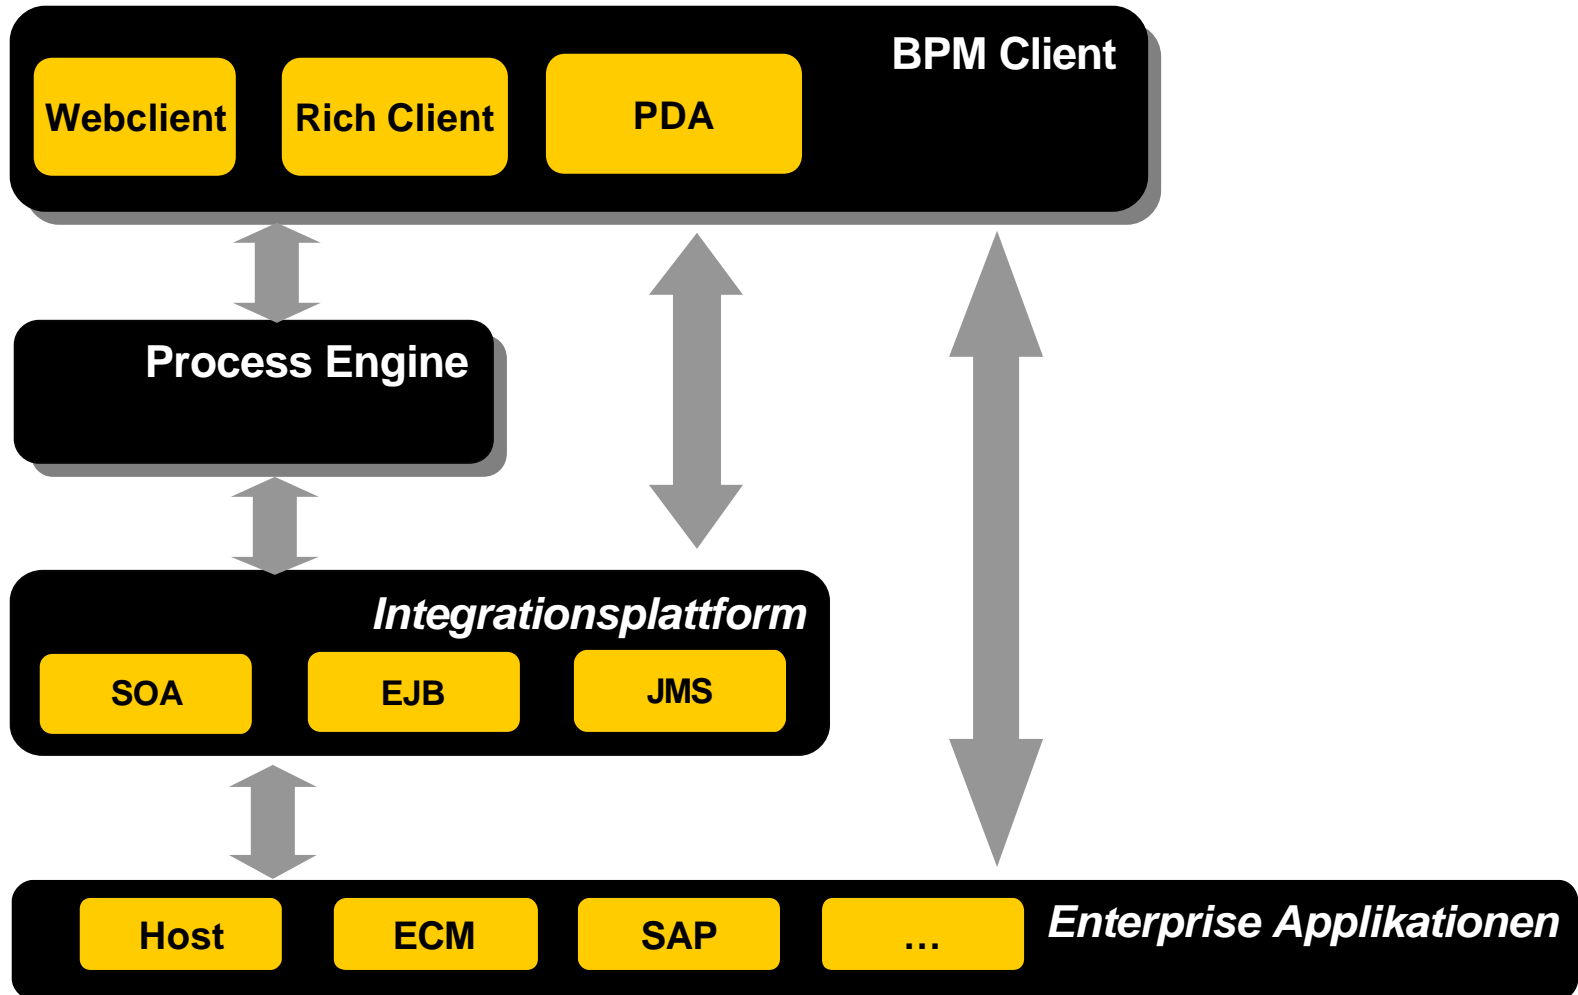 BPM Client
Webclient
Rich Client
PDA
Process Engine
Integrationsplattform
SOA
EJB
JMS
Enterprise Applikationen
Host
ECM
SAP
...